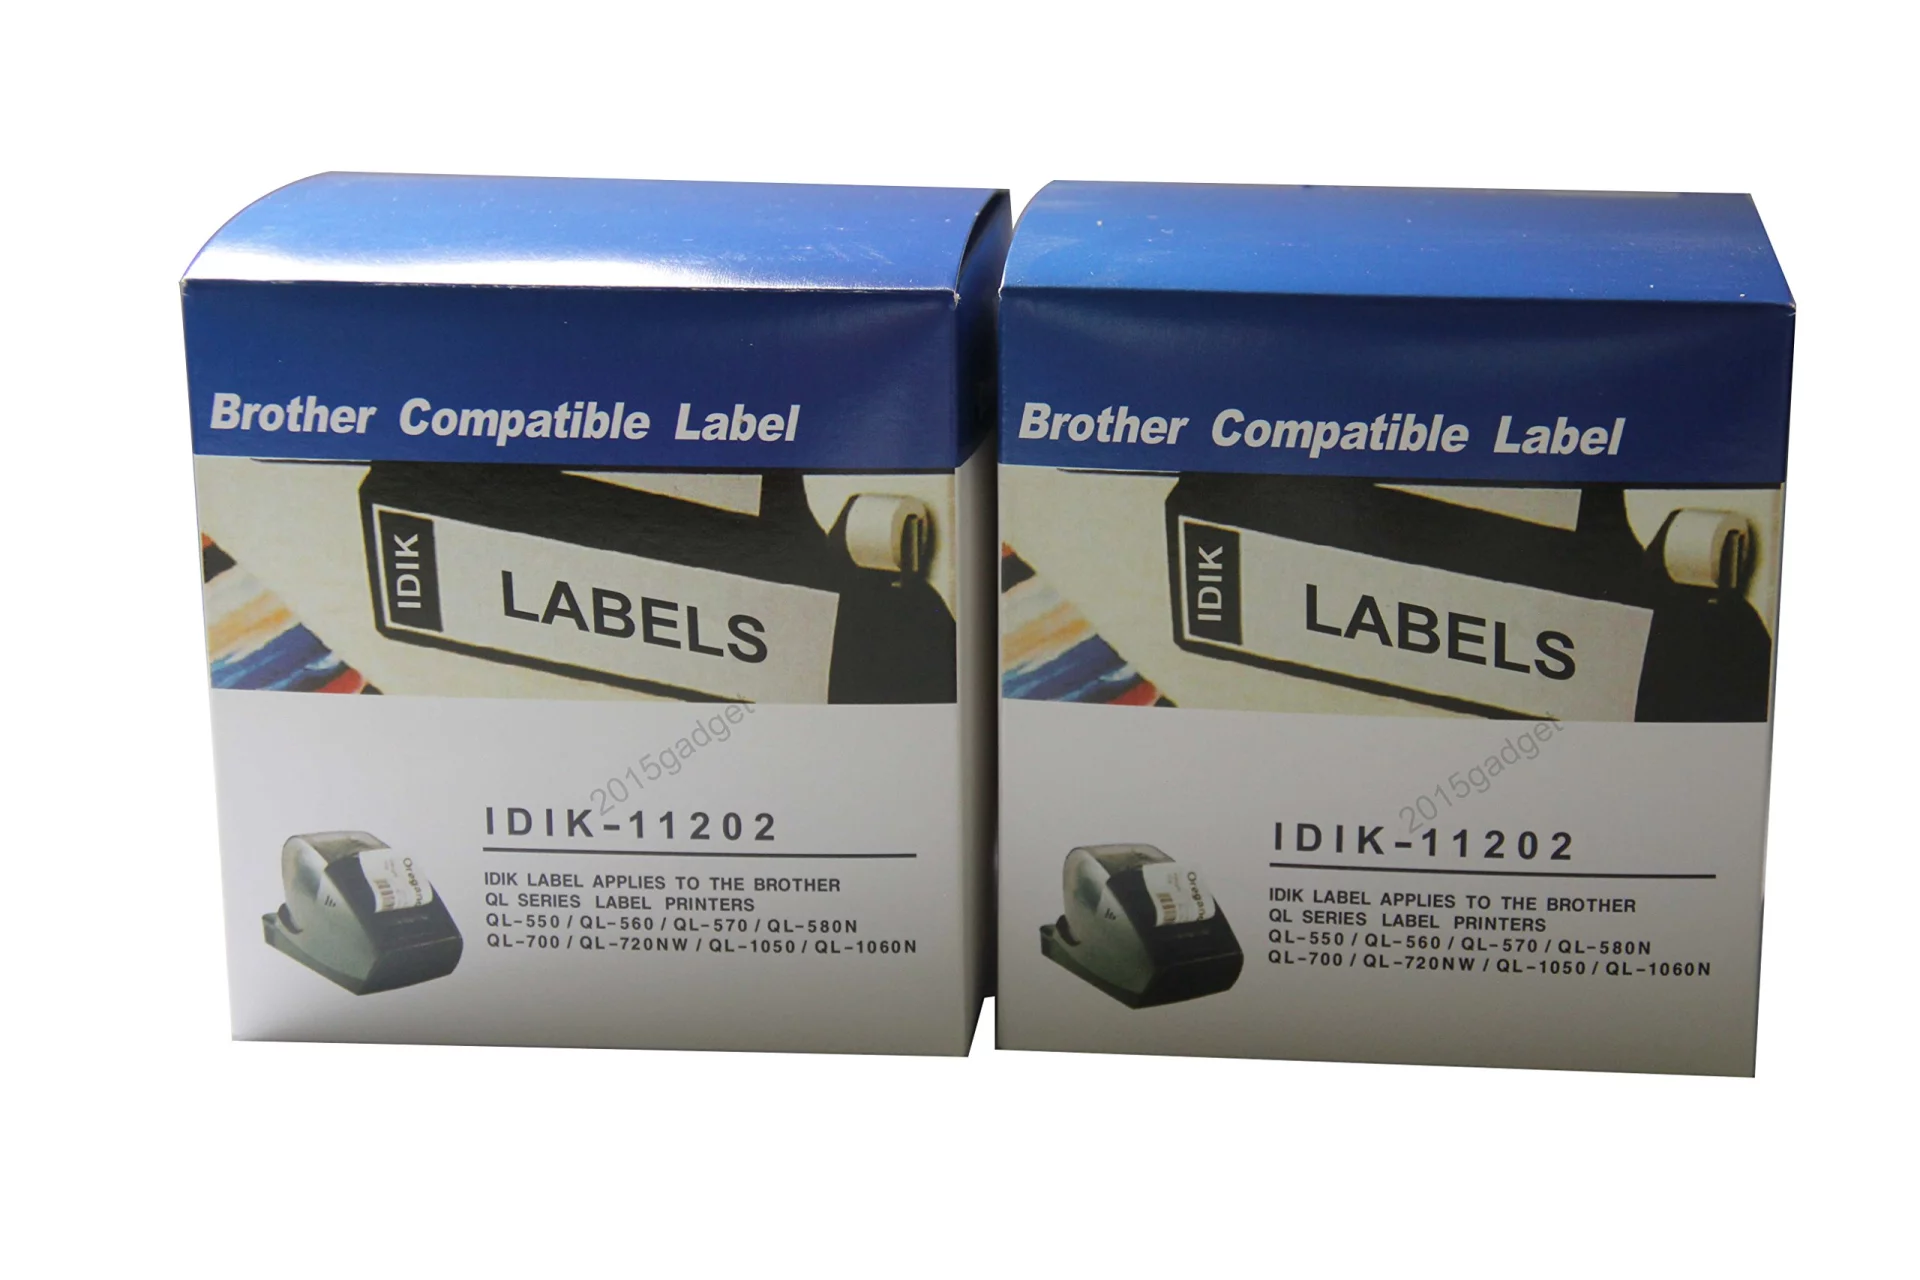 Brother Compatible Label
IDIK
LABELS
2015gadget
IDIK-11202
IDIK LABEL APPLIES TO THE BROTHER
QL SERIES LABEL PRINTERS
QL-550 / QL-560 / QL-570 / QL-580N
QL-700 / QL-720NW / QL-1050 / QL-1060N
Oregano
Brother Compatible Label
IDIK
LABELS
2015gadget
IDIK-11202
IDIK LABEL APPLIES TO THE BROTHER
QL SERIES LABEL PRINTERS
QL-550 / QL-560 / QL-570 / QL-580N
QL-700 / QL-720NW / QL-1050 / QL-1060N